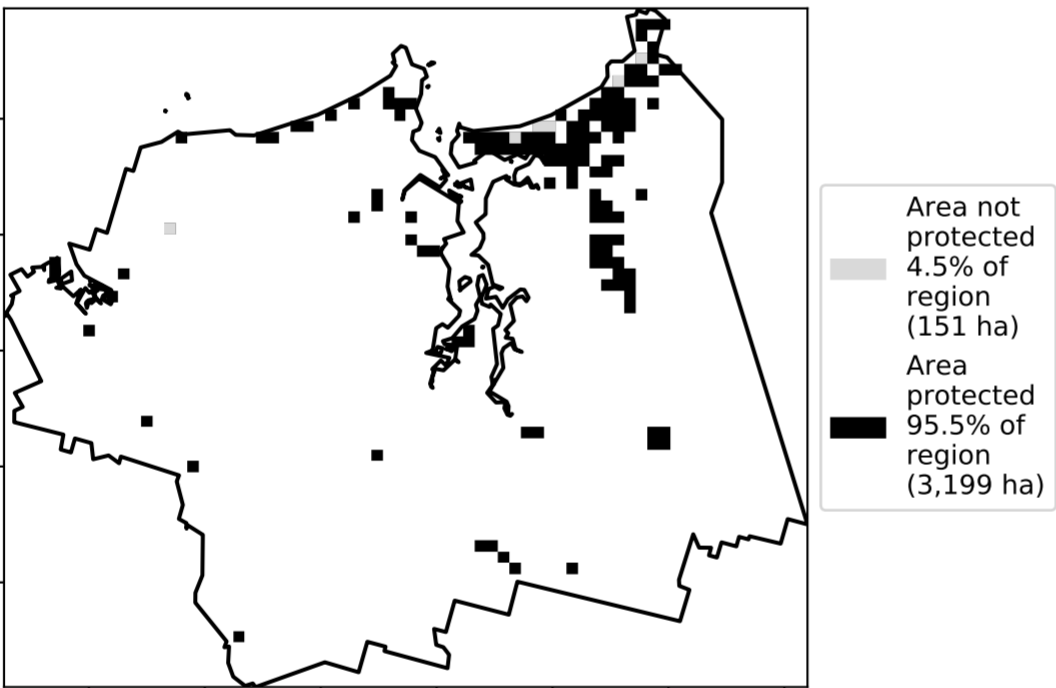 Area not
protected
4.5% of
region
(151 ha)
Area
protected
95.5% of
region
(3,199 ha)